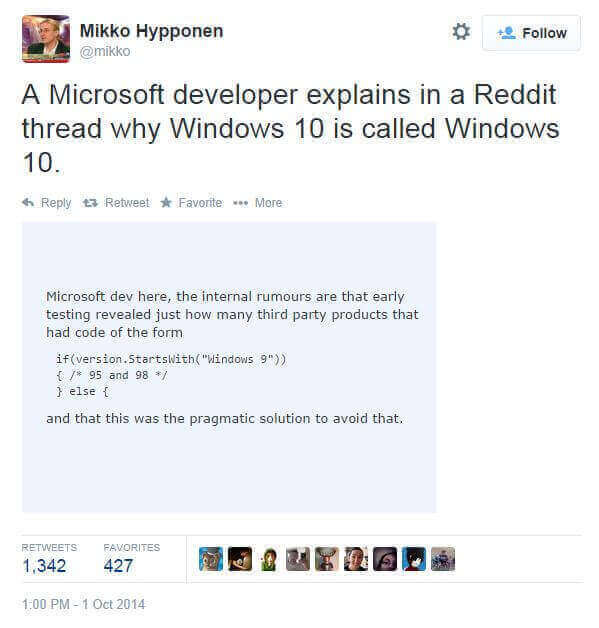 Mikko Hypponen
@mikko
Follow
A Microsoft developer explains in a Reddit
thread why Windows 10 is called Windows
10.
Reply Retweet Favorite More
Microsoft dev here, the internal rumours are that early
testing revealed just how many third party products that
had code of the form
if(version.StartsWith("Windows 9"))
{ /* 95 and 98 */
} else {
and that this was the pragmatic solution to avoid that.
RETWEETS FAVORITES
1,342 427
1:00 PM - 1 Oct 2014